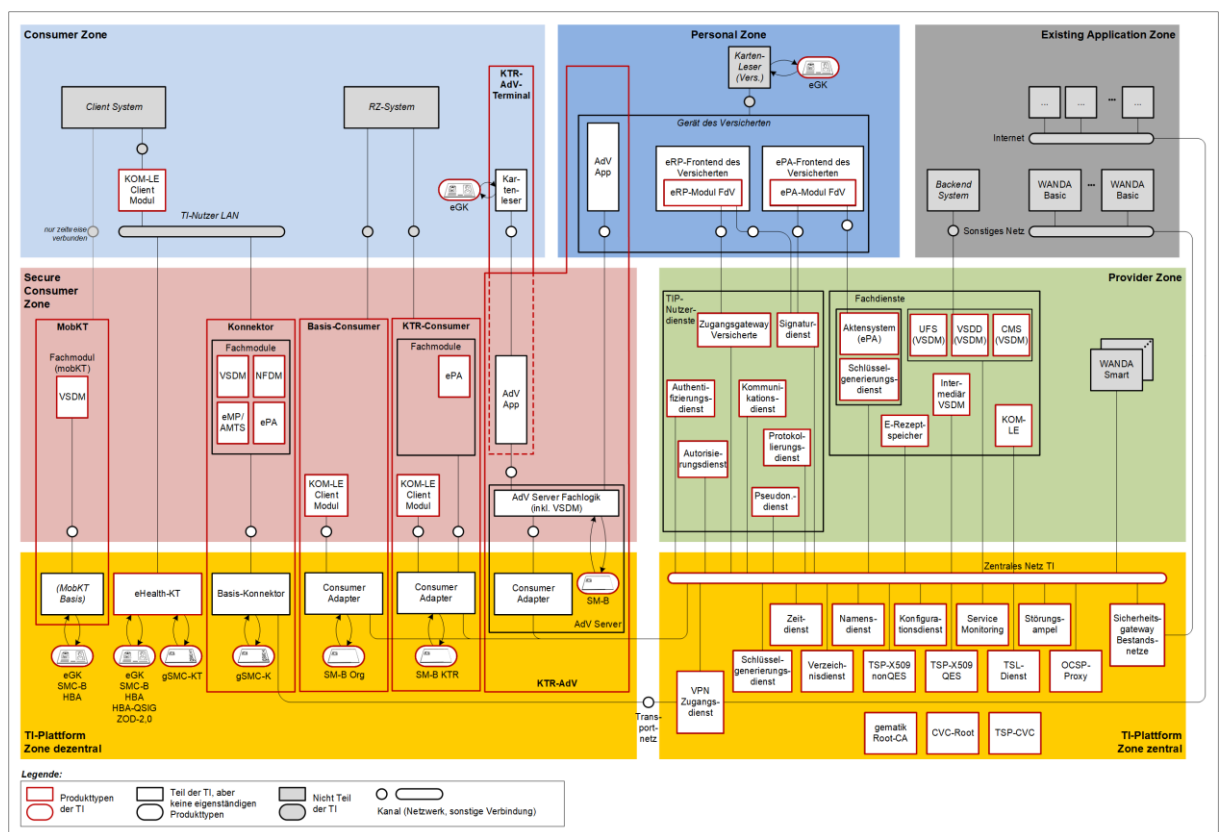 Consumer Zone
Client System
RZ-System
KOM-LE
Client
Modul
TI-Nutzer LAN
nur zeitweise
verbunden
KTR-
AdV-
Terminal
Kar-
ten-
leser
eGK
Personal Zone
Karten-
Leser
(Vers.)
eGK
Gerät des Versicherten
AdV
App
eRP-Frontend des
Versicherten
eRP-Modul FdV
ePA-Frontend des
Versicherten
ePA-Modul FdV
Existing Application Zone
...
...
...
...
Internet
Backend
System
WANDA
Basic
...
WANDA
Basic
Sonstiges Netz
Secure
Consumer
Zone
MobKT
Fachmodul
(mobKT)
VSDM
Konnektor
Fachmodule
VSDM
NFDM
eMP/
AMTS
ePA
Basis-Consumer
KOM-LE
Client
Modul
KTR-Consumer
Fachmodule
ePA
KOM-LE
Client
Modul
AdV
App
AdV Server Fachlogik
(inkl. VSDM)
Provider Zone
TIP-
Nutzer-
dienste
Zugangsgateway
Versicherte
Signatur-
dienst
Authenti-
fizierungs-
dienst
Kommuni-
kations-
dienst
Autorisie-
rungsdienst
Protokol-
lierungs-
dienst
Pseudon.-
dienst
Fachdienste
Aktensystem
(ePA)
Schlüssel-
generierungs-
dienst
UFS
(VSDM)
VSDD
(VSDM)
CMS
(VSDM)
Inter-
mediär
VSDM
E-Rezept-
speicher
KOM-
LE
WANDA
Smart
(MobKT
Basis)
eHealth-KT
Basis-Konnektor
Consumer
Adapter
Consumer
Adapter
Consumer
Adapter
SM-B
AdV Server
eGK
SMC-B
HBA
eGK
SMC-B
HBA
HBA-QSIG
ZOD-2,0
gSMC-KT
gSMC-K
SM-B Org
SM-B KTR
KTR-AdV
TI-Plattform
Zone dezentral
Trans-
port-
netz
Zentrales Netz TI
Zeit-
dienst
Namens-
dienst
Konfigu-
rationsdienst
Service
Monitoring
Störungs-
ampel
Sicherheits-
gateway
Bestands-
netze
Schlüssel-
generierungs-
dienst
Verzeich-
nisdienst
TSP-X509
nonQES
TSP-X509
QES
TSL-
Dienst
OCSP-
Proxy
VPN
Zugangs-
dienst
gematik
Root-CA
CVC-Root
TSP-CVC
TI-Plattform
Zone zentral
Legende:
Produkttypen
der TI
Teil der TI, aber
keine eigenständigen
Produkttypen
Nicht Teil
der TI
Kanal (Netzwerk, sonstige Verbindung)